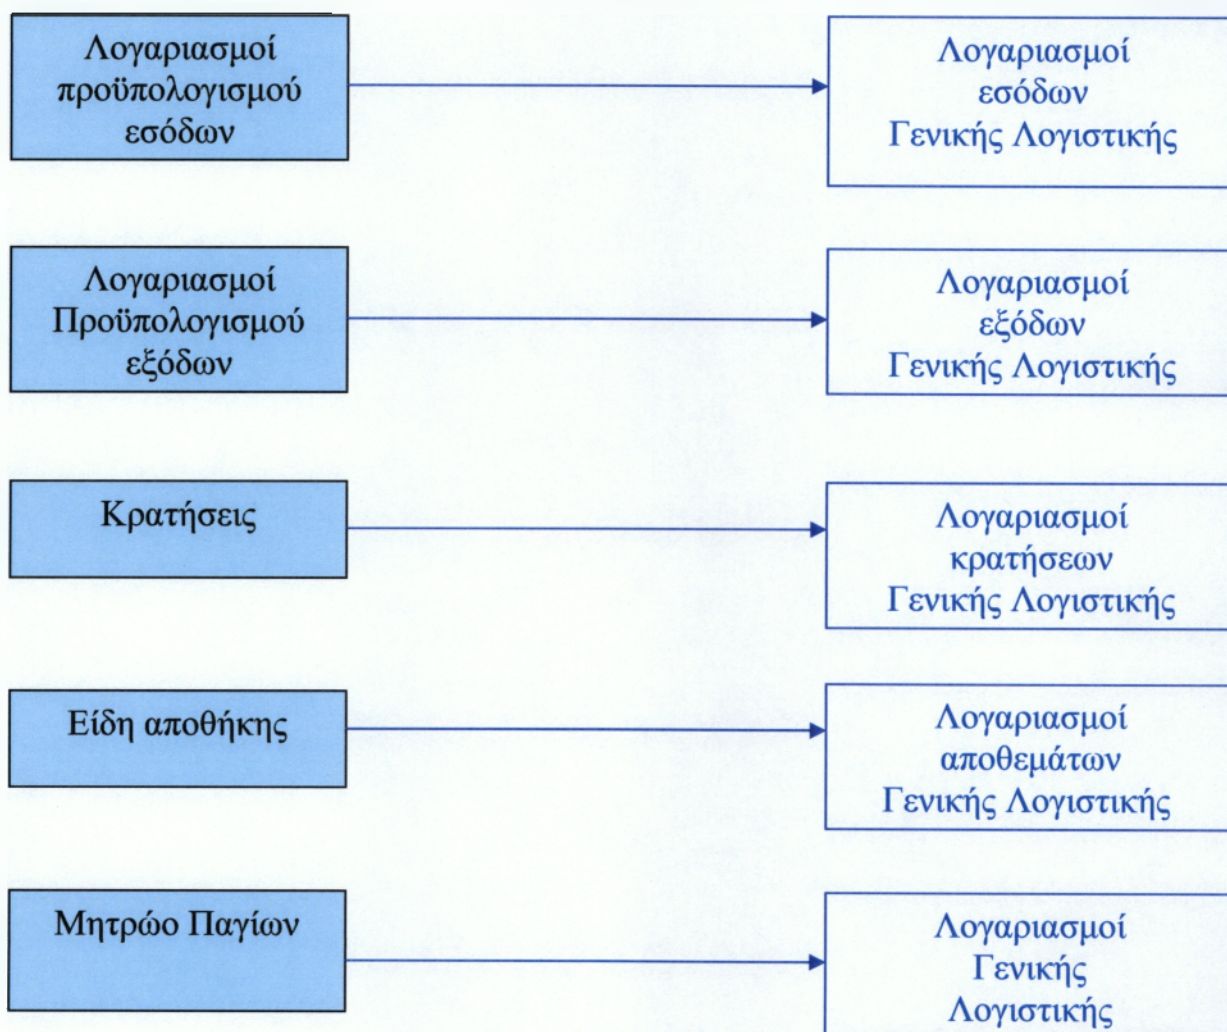 Λογαριασμοί
προϋπολογισμού
εσόδων
Λογαριασμοί
εσόδων
Γενικής Λογιστικής
Λογαριασμοί
Προϋπολογισμού
εξόδων
Λογαριασμοί
εξόδων
Γενικής Λογιστικής
Κρατήσεις
Λογαριασμοί
κρατήσεων
Γενικής Λογιστικής
Είδη αποθήκης
Λογαριασμοί
αποθεμάτων
Γενικής Λογιστικής
Μητρώο Παγίων
Λογαριασμοί
Γενικής
Λογιστικής